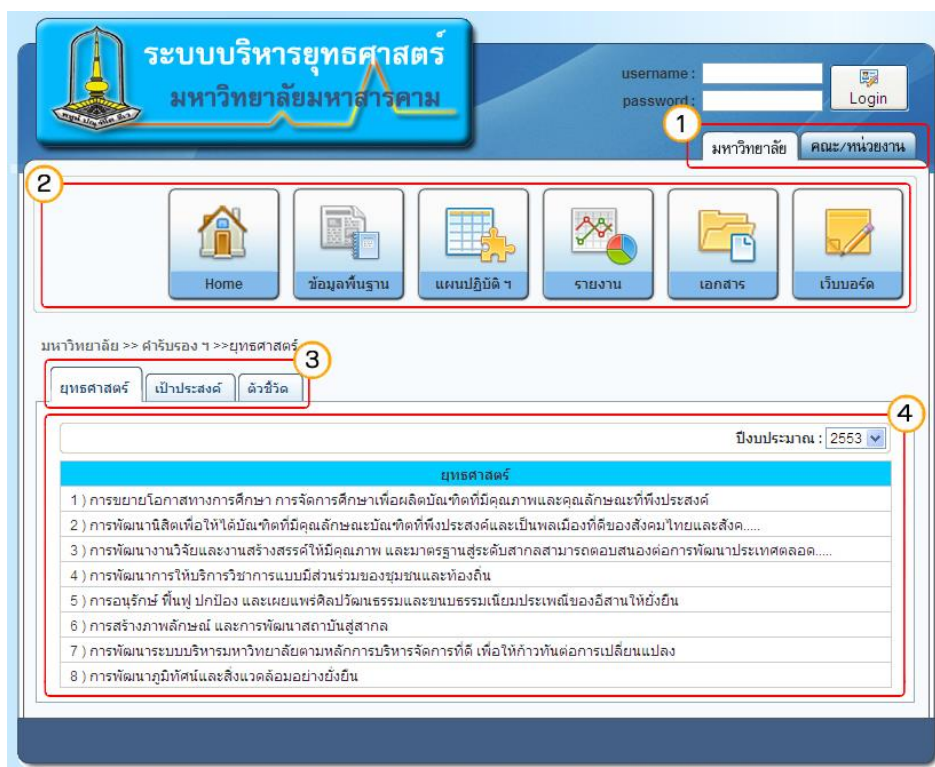 ระบบบริหารยุทธศาสตร์
มหาวิทยาลัยมหาสารคาม
username :
password :
Login
1
มหาวิทยาลัย
คณะ/หน่วยงาน
2
Home
ข้อมูลพื้นฐาน
แผนปฏิบัติ ฯ
รายงาน
เอกสาร
เว็บบอร์ด
มหาวิทยาลัย >> คำรับรอง ฯ >>ยุทธศาสตร์
3
ยุทธศาสตร์
เป้าประสงค์
ตัวชี้วัด
4
ปีงบประมาณ : 2553
ยุทธศาสตร์
1 ) การขยายโอกาสทางการศึกษา การจัดการศึกษาเพื่อผลิตบัณฑิตที่มีคุณภาพและคุณลักษณะที่พึงประสงค์
2 ) การพัฒนานิสิตเพื่อให้ได้บัณฑิตที่มีคุณลักษณะบัณฑิตที่พึงประสงค์และเป็นพลเมืองที่ดีของสังคมไทยและสังค.....
3 ) การพัฒนางานวิจัยและงานสร้างสรรค์ให้มีคุณภาพ และมาตรฐานสู่ระดับสากลสามารถตอบสนองต่อการพัฒนาประเทศตลอด.....
4 ) การพัฒนาการให้บริการวิชาการแบบมีส่วนร่วมของชุมชนและท้องถิ่น
5 ) การอนุรักษ์ ฟื้นฟู ปกป้อง และเผยแพร่ศิลปวัฒนธรรมและขนบธรรมเนียมประเพณีของอีสานให้ยั่งยืน
6 ) การสร้างภาพลักษณ์ และการพัฒนาสถาบันสู่สากล
7 ) การพัฒนาระบบบริหารมหาวิทยาลัยตามหลักการบริหารจัดการที่ดี เพื่อให้ก้าวทันต่อการเปลี่ยนแปลง
8 ) การพัฒนาภูมิทัศน์และสิ่งแวดล้อมอย่างยั่งยืน